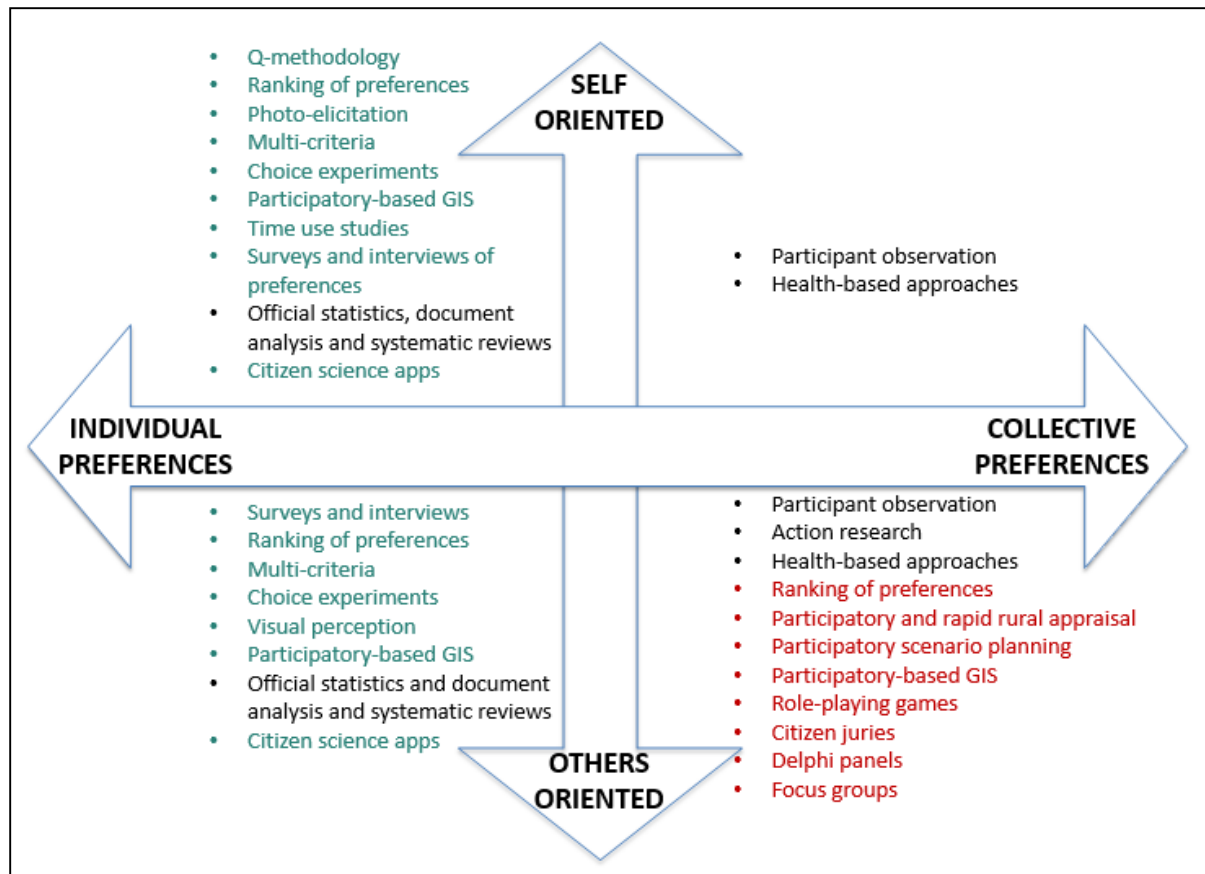 • Q-methodology
• Ranking of preferences
• Photo-elicitation
• Multi-criteria
• Choice experiments
• Participatory-based GIS
• Time use studies
• Surveys and interviews of
preferences
• Official statistics, document
analysis and systematic reviews
• Citizen science apps
SELF
ORIENTED
• Participant observation
• Health-based approaches
INDIVIDUAL
PREFERENCES
COLLECTIVE
PREFERENCES
• Surveys and interviews
• Ranking of preferences
• Multi-criteria
• Choice experiments
• Visual perception
• Participatory-based GIS
• Official statistics and document
analysis and systematic reviews
• Citizen science apps
OTHERS
ORIENTED
• Participant observation
• Action research
• Health-based approaches
• Ranking of preferences
• Participatory and rapid rural appraisal
• Participatory scenario planning
• Participatory-based GIS
• Role-playing games
• Citizen juries
• Delphi panels
• Focus groups